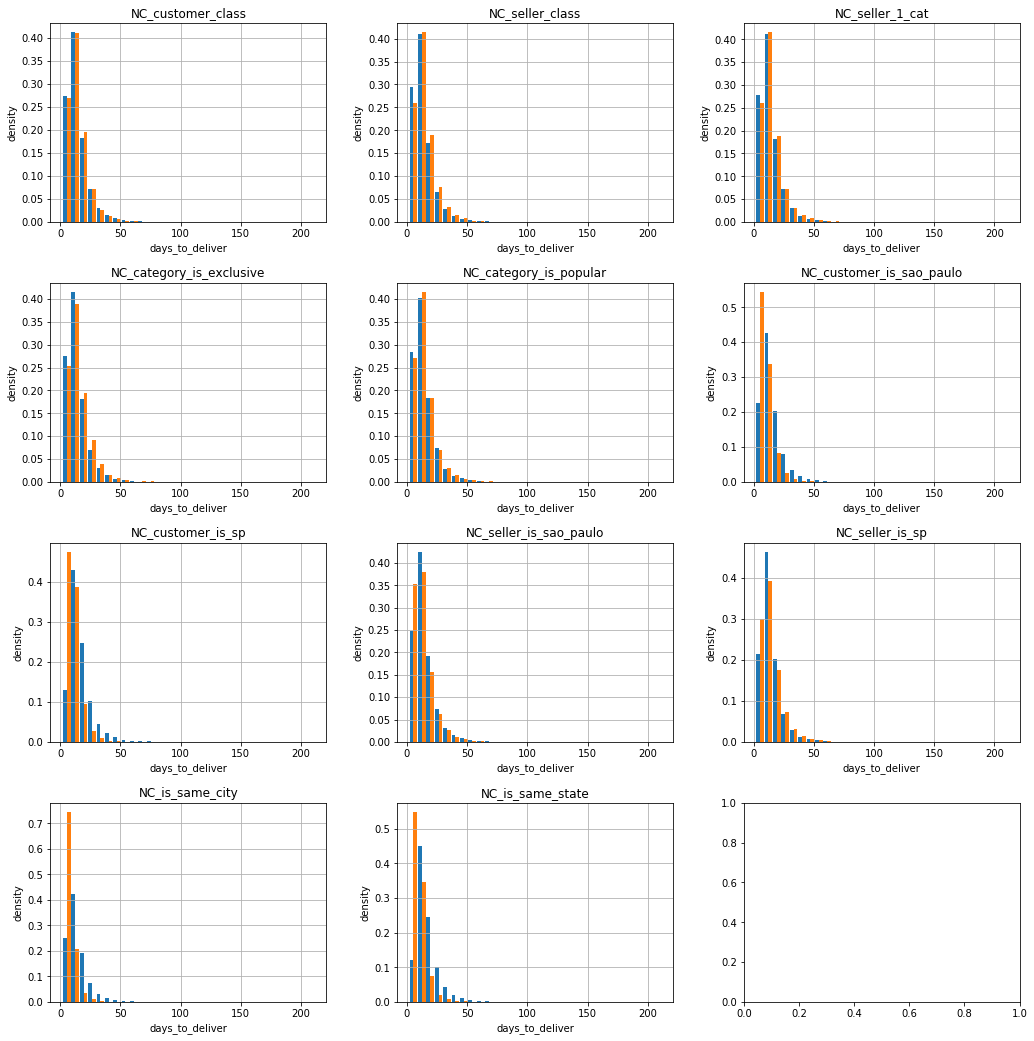 NC_customer_class NC_seller_class NC_seller_1_cat
0.40 0.40 0.40
0.35 0.35 0.35
0.30 0.30 0.30
0.25 0.25 0.25
density density density
0.20 0.20 0.20
0.15 0.15 0.15
0.10 0.10 0.10
0.05 0.05 0.05
0.00 0.00 0.00
0 50 100 150 200 0 50 100 150 200 0 50 100 150 200
days_to_deliver days_to_deliver days_to_deliver
NC_category_is_exclusive NC_category_is_popular NC_customer_is_sao_paulo
0.40 0.40 0.5
0.35 0.35 0.4
0.30 0.30 0.3
0.25 0.25 0.2
density density density
0.20 0.20 0.1
0.15 0.15 0.0
0.10 0.10
0.05 0.05
0.00 0.00
0 50 100 150 200 0 50 100 150 200 0 50 100 150 200
days_to_deliver days_to_deliver days_to_deliver
NC_customer_is_sp NC_seller_is_sao_paulo NC_seller_is_sp
0.4 0.40 0.4
0.3 0.35 0.3
0.2 0.30 0.2
0.1 0.25 0.1
density density density
0.0 0.20 0.0
0.15
0.10
0.05
0.00
0 50 100 150 200 0 50 100 150 200 0 50 100 150 200
days_to_deliver days_to_deliver days_to_deliver
NC_is_same_city NC_is_same_state
0.7 0.5 1.0
0.6 0.4 0.8
0.5 0.3 0.6
0.4 0.2 0.4
density density
0.3 0.1 0.2
0.2 0.0 0.0
0.1
0.0
0 50 100 150 200 0 50 100 150 200 0.0 0.2 0.4 0.6 0.8 1.0
days_to_deliver days_to_deliver